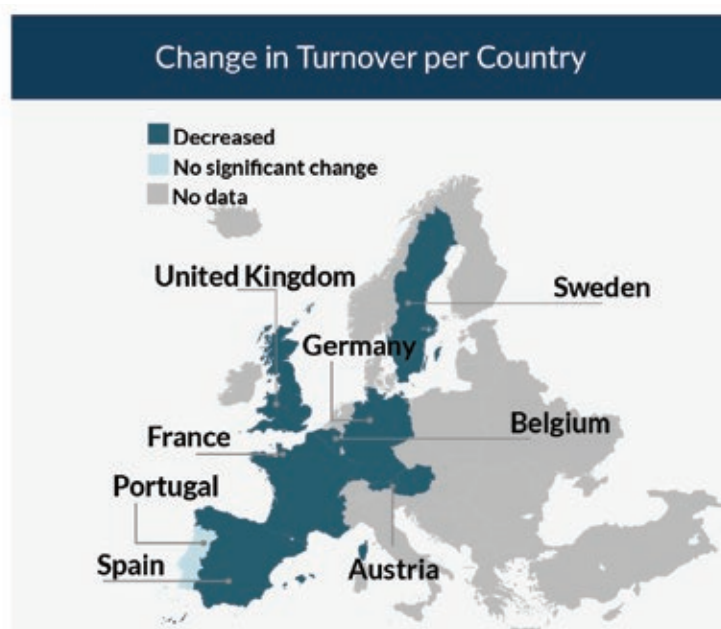 Change in Turnover per Country
Decreased
No significant change
No data
United Kingdom
Sweden
Germany
Belgium
France
Portugal
Spain
Austria